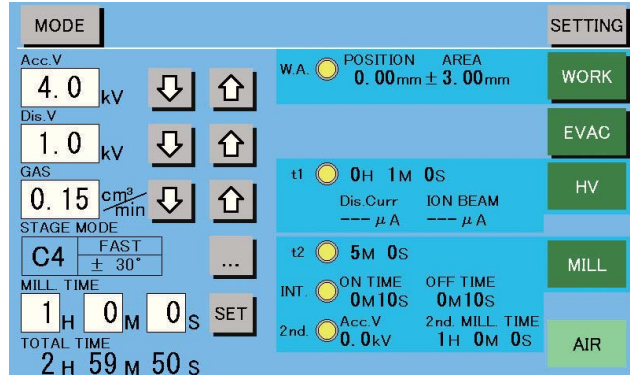 MODE
SETTING
Acc.V
4.0 kV
Dis.V
1.0 kV
GAS
0.15 cm³/min
STAGE MODE
C4 FAST
± 30°
...
MILL. TIME
1 H 0 M 0 S SET
TOTAL TIME
2 H 59 M 50 S
W.A. POSITION AREA
0.00mm ± 3.00mm
t1 0H 1M 0S
Dis.Curr ION BEAM
--- μA --- μA
t2 5M 0S
INT. ON TIME OFF TIME
0M10S 0M10S
2nd. Acc.V 2nd. MILL. TIME
0.0kV 1H 0M 0S
WORK
EVAC
HV
MILL
AIR